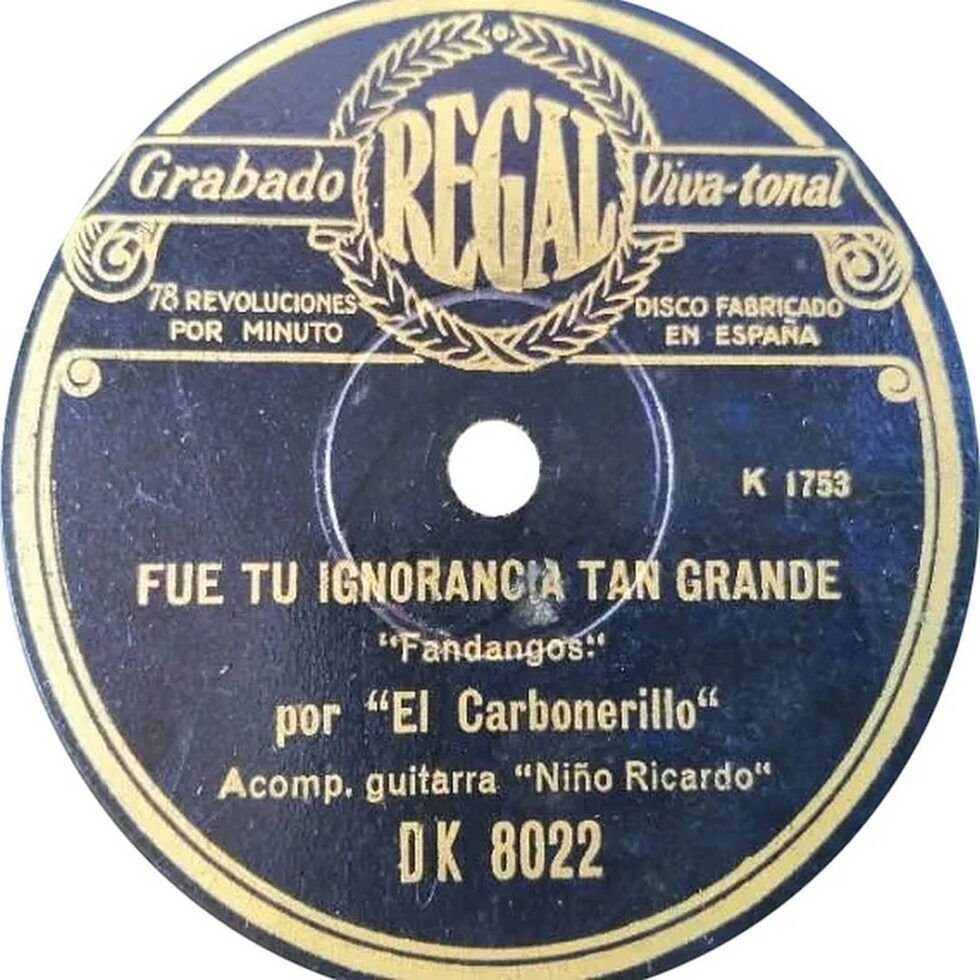 REGAL
Grabado Viva-tonal
78 REVOLUCIONES POR MINUTO
DISCO FABRICADO EN ESPAÑA
K 1753
FUE TU IGNORANCIA TAN GRANDE
“Fandangos:“
por “El Carbonerillo“
Acomp. guitarra “Niño Ricardo“
DK 8022